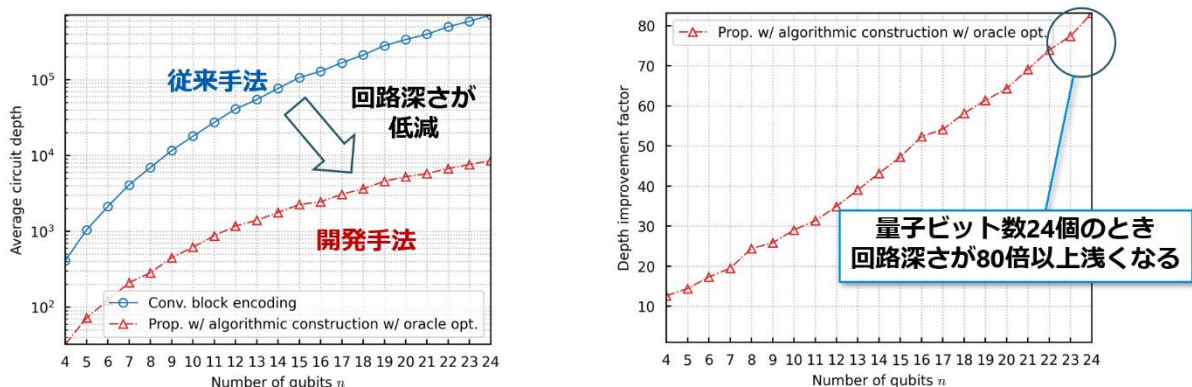 Average circuit depth
10^5
10^4
10^3
10^2
従来手法
回路深さが
低減
開発手法
Conv. block encoding
Prop. w/ algorithmic construction w/ oracle opt.
4 5 6 7 8 9 10 11 12 13 14 15 16 17 18 19 20 21 22 23 24
Number of qubits n
Depth improvement factor
80
70
60
50
40
30
20
10
Prop. w/ algorithmic construction w/ oracle opt.
量子ビット数24個のとき
回路深さが80倍以上浅くなる
4 5 6 7 8 9 10 11 12 13 14 15 16 17 18 19 20 21 22 23 24
Number of qubits n